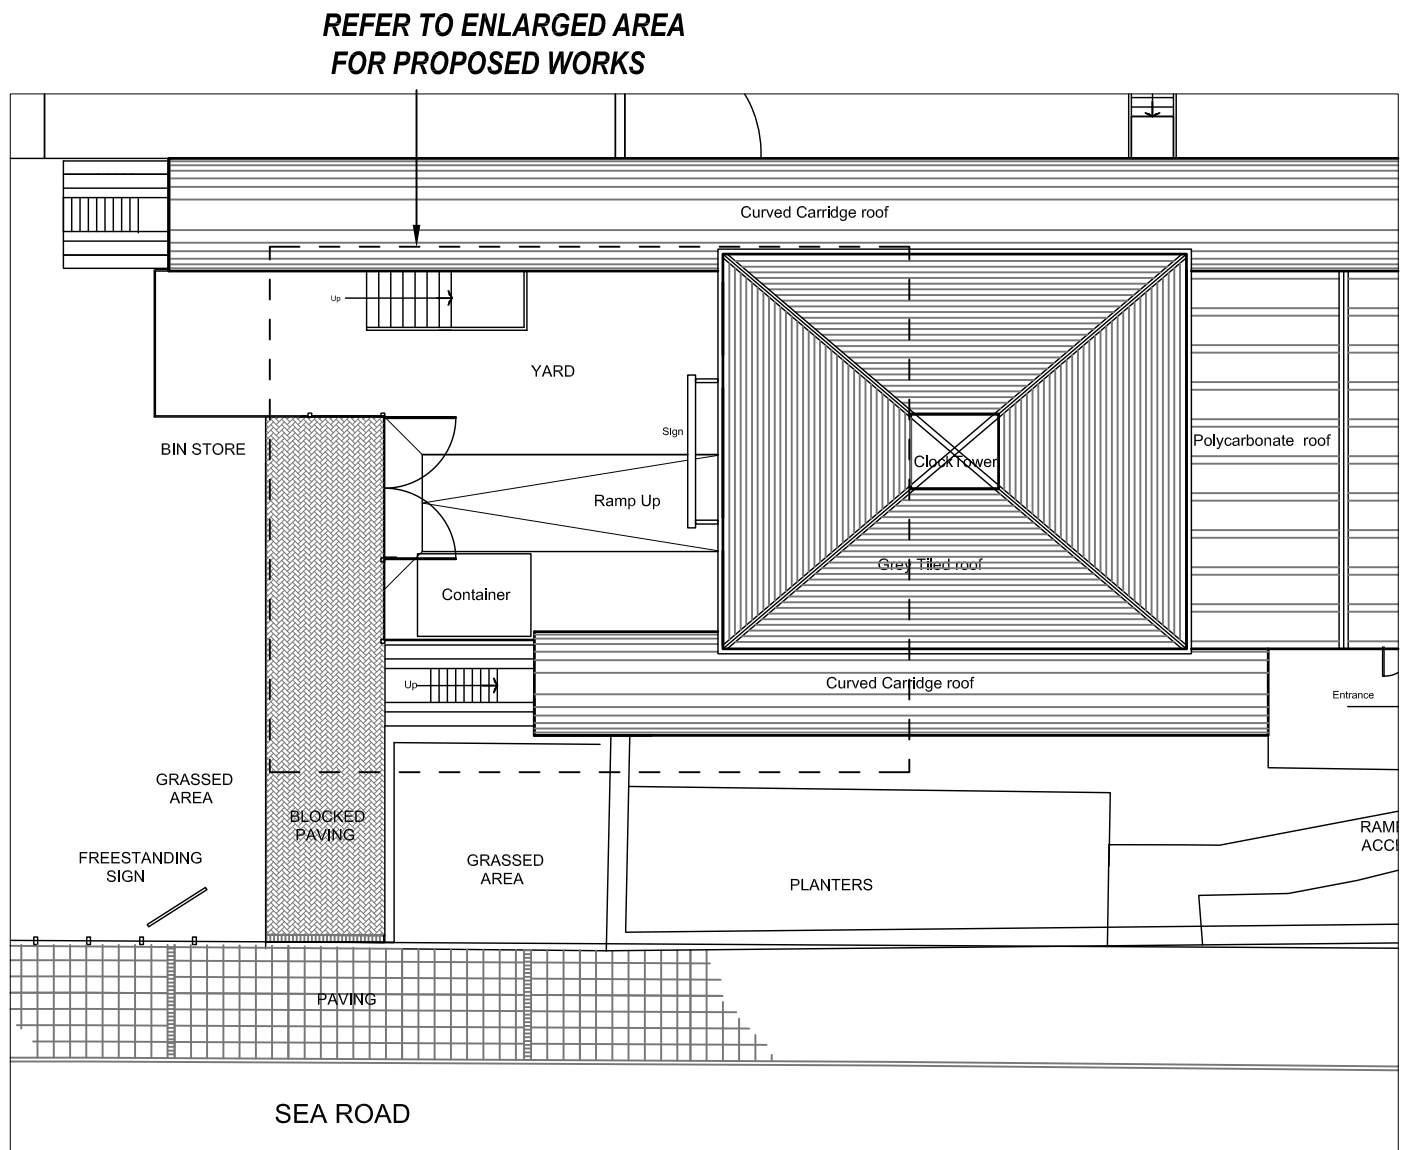 REFER TO ENLARGED AREA
FOR PROPOSED WORKS
Curved Carridge roof
Up
YARD
SIgn
BIN STORE
Polycarbonate roof
ClockTower
Ramp Up
Grey Tiled roof
Container
Up
Curved Carridge roof
Entrance
GRASSED
AREA
BLOCKED
PAVING
FREESTANDING
SIGN
GRASSED
AREA
PLANTERS
PAVING
SEA ROAD